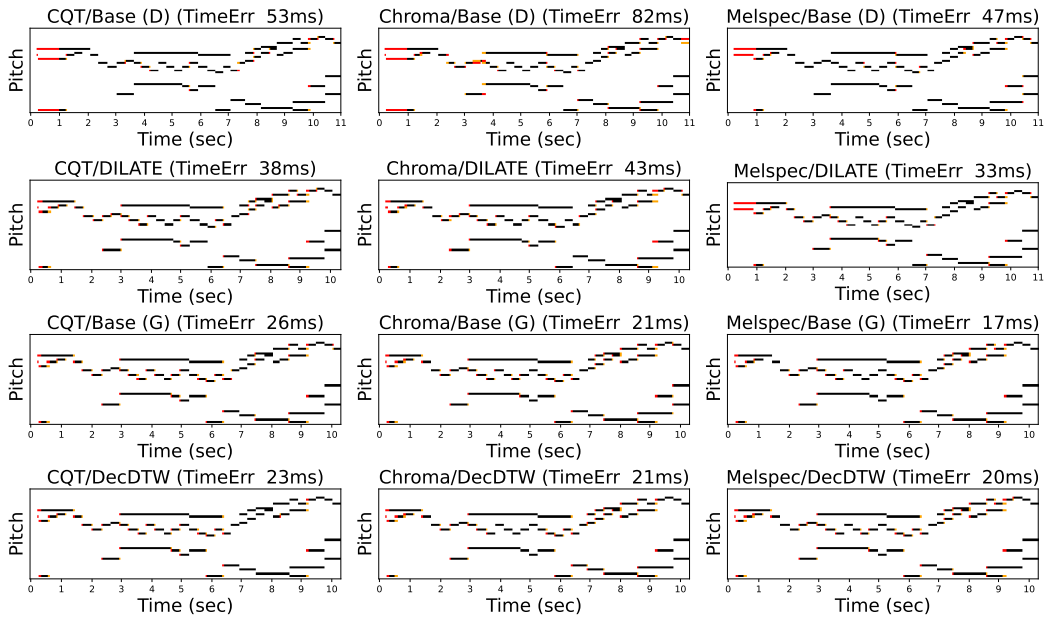 CQT/Base (D) (TimeErr 53ms)
Pitch
0 1 2 3 4 5 6 7 8 9 10 11
Time (sec)
Chroma/Base (D) (TimeErr 82ms)
Pitch
0 1 2 3 4 5 6 7 8 9 10 11
Time (sec)
Melspec/Base (D) (TimeErr 47ms)
Pitch
0 1 2 3 4 5 6 7 8 9 10 11
Time (sec)
CQT/DILATE (TimeErr 38ms)
Pitch
0 1 2 3 4 5 6 7 8 9 10
Time (sec)
Chroma/DILATE (TimeErr 43ms)
Pitch
0 1 2 3 4 5 6 7 8 9 10
Time (sec)
Melspec/DILATE (TimeErr 33ms)
Pitch
0 1 2 3 4 5 6 7 8 9 10 11
Time (sec)
CQT/Base (G) (TimeErr 26ms)
Pitch
0 1 2 3 4 5 6 7 8 9 10
Time (sec)
Chroma/Base (G) (TimeErr 21ms)
Pitch
0 1 2 3 4 5 6 7 8 9 10
Time (sec)
Melspec/Base (G) (TimeErr 17ms)
Pitch
0 1 2 3 4 5 6 7 8 9 10
Time (sec)
CQT/DecDTW (TimeErr 23ms)
Pitch
0 1 2 3 4 5 6 7 8 9 10
Time (sec)
Chroma/DecDTW (TimeErr 21ms)
Pitch
0 1 2 3 4 5 6 7 8 9 10
Time (sec)
Melspec/DecDTW (TimeErr 20ms)
Pitch
0 1 2 3 4 5 6 7 8 9 10
Time (sec)